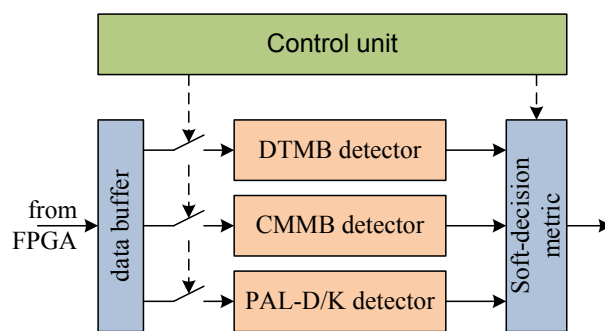 Control unit
DTMB detector
from
FPGA
data buffer
CMMB detector
Soft-decision
metric
PAL-D/K detector